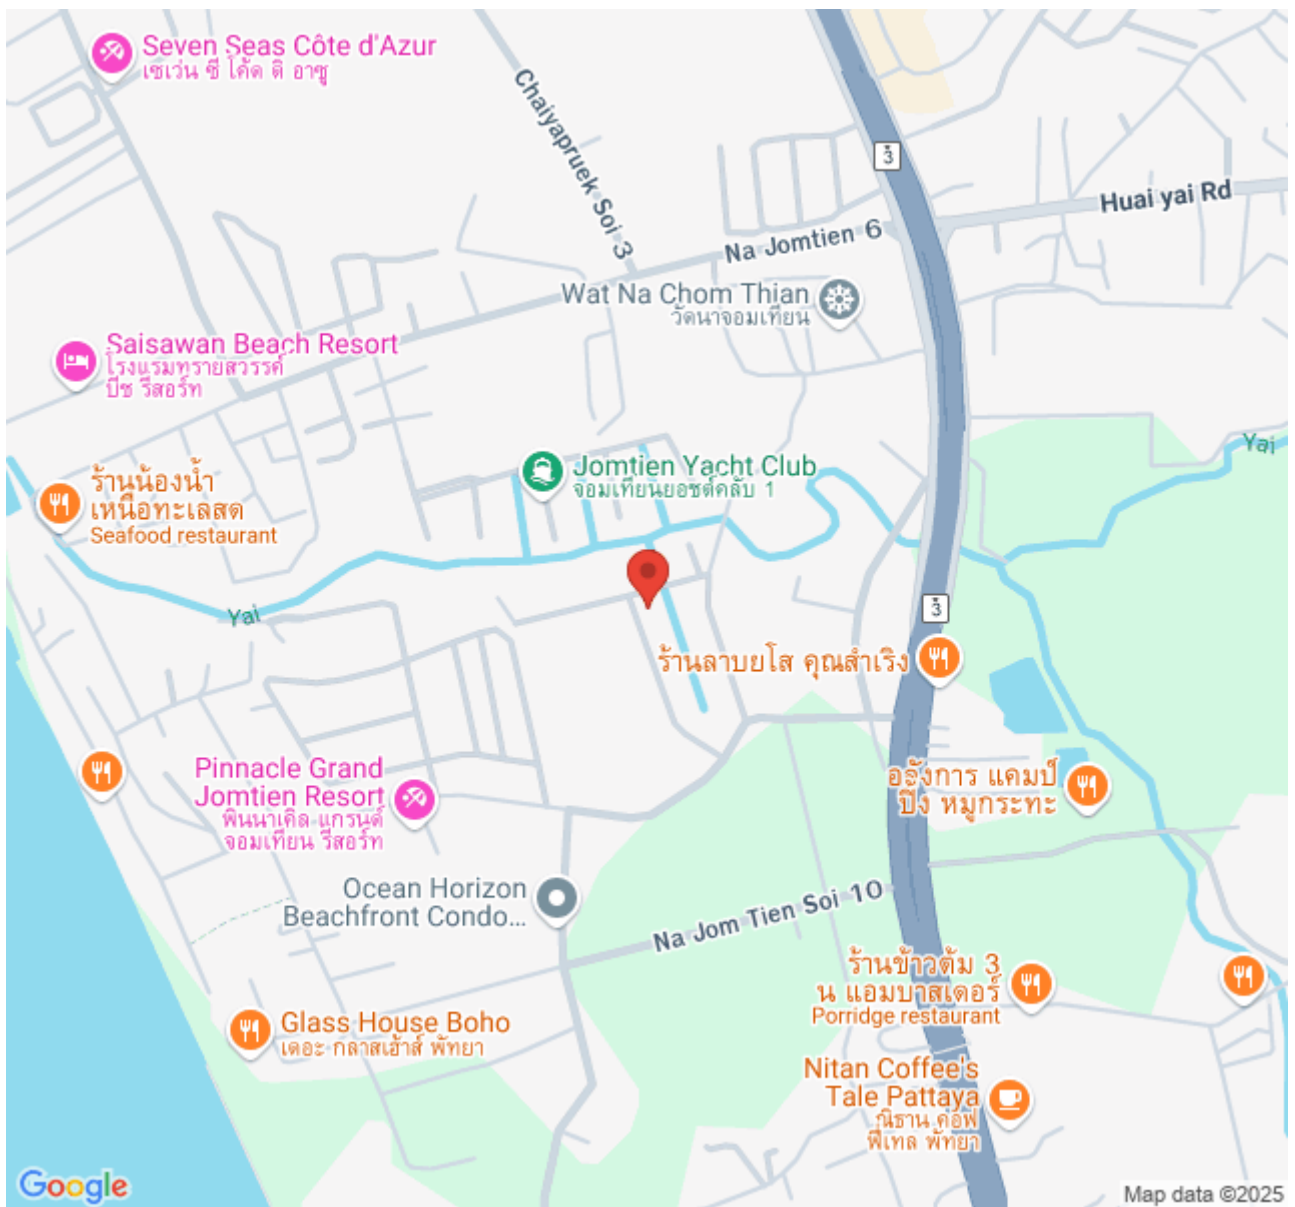 Seven Seas Côte d'Azur
เซเว่น ซี โค้ด ดิ อาซู
Chaiyapruek Soi 3
3
Huai yai Rd
Na Jomtien 6
Wat Na Chom Thian
วัดนาจอมเทียน
Saisawan Beach Resort
โรงแรมทรายสวรรค์
บีช รีสอร์ท
Yai
Jomtien Yacht Club
จอมเทียนยอชต์คลับ 1
ร้านน้องน้ำ
เหนือทะเลสด
Seafood restaurant
Yai
3
ร้านลาบยโส คุณสำเริง
Pinnacle Grand
Jomtien Resort
พินนาเคิล แกรนด์
จอมเทียน รีสอร์ท
อลังการ แคมป์
ปิ้ง หมูกระทะ
Ocean Horizon
Beachfront Condo...
Na Jom Tien Soi 10
ร้านข้าวต้ม 3
น แอมบาสเดอร์
Porridge restaurant
Glass House Boho
เดอะ กลาสเฮ้าส์ พัทยา
Nitan Coffee's
Tale Pattaya
ณิธาน คอฟ
ฟีเทล พัทยา
Google
Map data ©2025